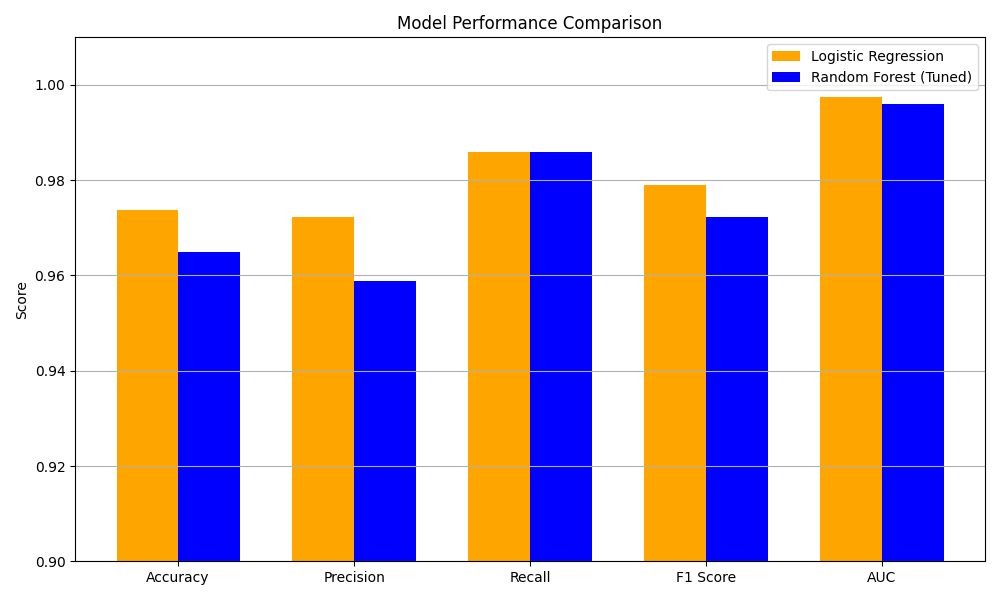 Model Performance Comparison
Logistic Regression
Random Forest (Tuned)
1.00
0.98
0.96
0.94
0.92
0.90
Score
Accuracy Precision Recall F1 Score AUC